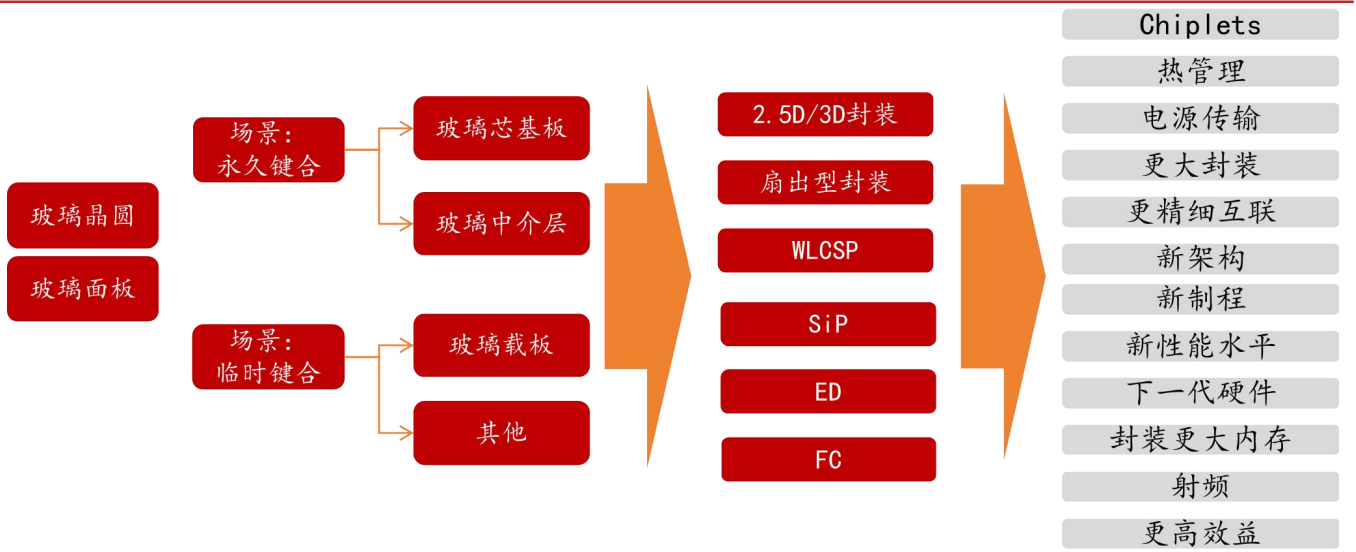 玻璃晶圆
玻璃面板
场景：
永久键合
场景：
临时键合
玻璃芯基板
玻璃中介层
玻璃载板
其他
2.5D/3D封装
扇出型封装
WLCSP
SiP
ED
FC
Chiplets
热管理
电源传输
更大封装
更精细互联
新架构
新制程
新性能水平
下一代硬件
封装更大内存
射频
更高效益